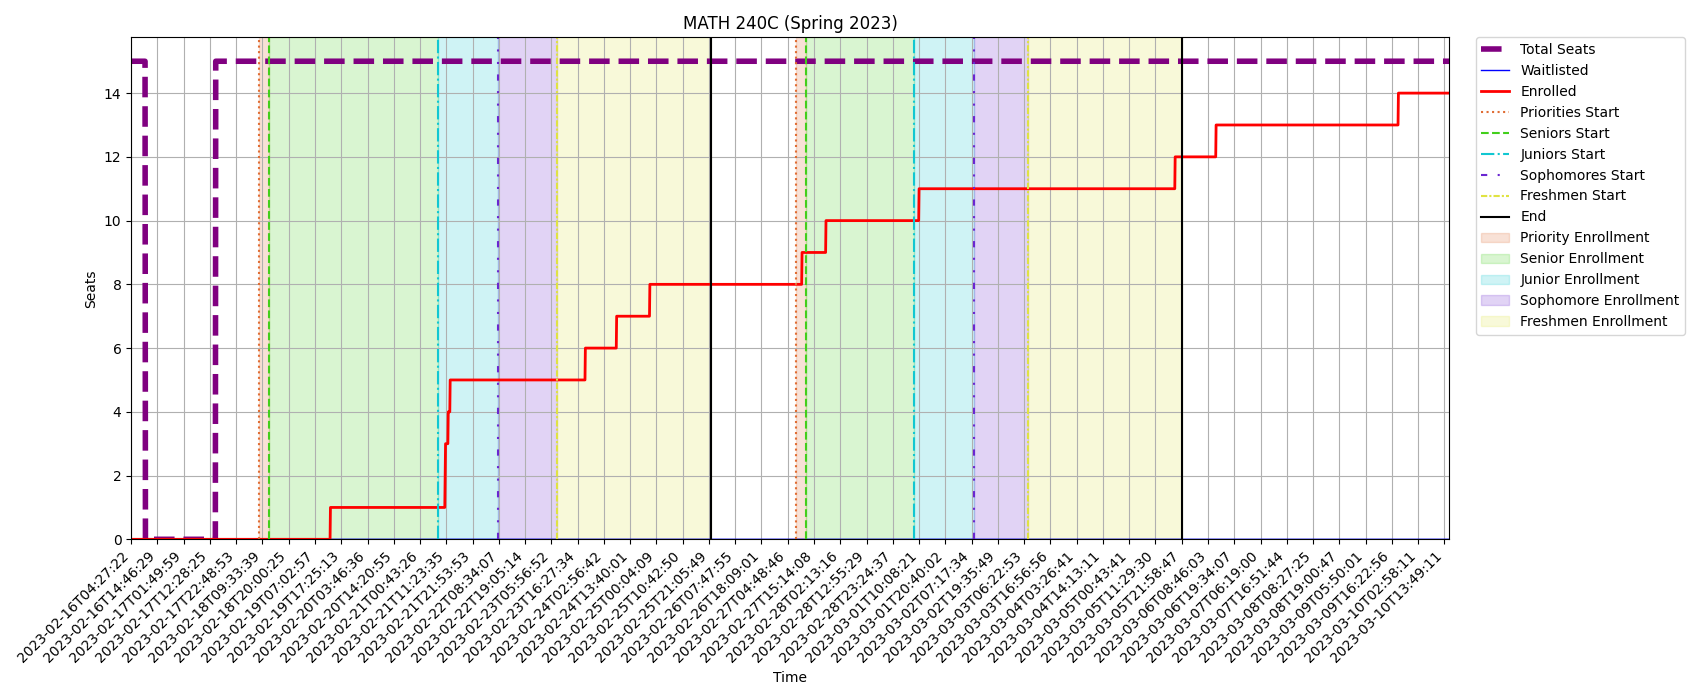 MATH 240C (Spring 2023)
Seats
14
12
10
8
6
4
2
0
2023-02-16T04:27:22
2023-02-16T14:46:29
2023-02-17T01:49:59
2023-02-17T12:28:25
2023-02-17T22:48:53
2023-02-18T09:33:39
2023-02-18T20:00:25
2023-02-19T07:02:57
2023-02-19T17:25:13
2023-02-20T03:46:36
2023-02-20T14:20:55
2023-02-21T00:43:26
2023-02-21T11:23:35
2023-02-21T21:53:53
2023-02-22T08:34:07
2023-02-22T19:05:14
2023-02-23T05:56:52
2023-02-23T16:27:34
2023-02-24T02:56:42
2023-02-24T13:40:01
2023-02-25T00:04:09
2023-02-25T10:42:50
2023-02-25T21:05:49
2023-02-26T07:47:55
2023-02-26T18:09:01
2023-02-27T04:48:46
2023-02-27T15:14:08
2023-02-28T02:13:16
2023-02-28T12:55:29
2023-02-28T23:24:37
2023-03-01T10:08:21
2023-03-01T20:40:02
2023-03-02T07:17:34
2023-03-02T19:35:49
2023-03-03T06:22:53
2023-03-03T16:56:56
2023-03-04T03:26:41
2023-03-04T14:13:11
2023-03-05T00:43:41
2023-03-05T11:29:30
2023-03-05T21:58:47
2023-03-06T08:46:03
2023-03-06T19:34:07
2023-03-07T06:19:00
2023-03-07T16:51:44
2023-03-08T08:27:25
2023-03-08T19:00:47
2023-03-09T05:50:01
2023-03-09T16:22:56
2023-03-10T02:58:11
2023-03-10T13:49:11
Time
Total Seats
Waitlisted
Enrolled
Priorities Start
Seniors Start
Juniors Start
Sophomores Start
Freshmen Start
End
Priority Enrollment
Senior Enrollment
Junior Enrollment
Sophomore Enrollment
Freshmen Enrollment